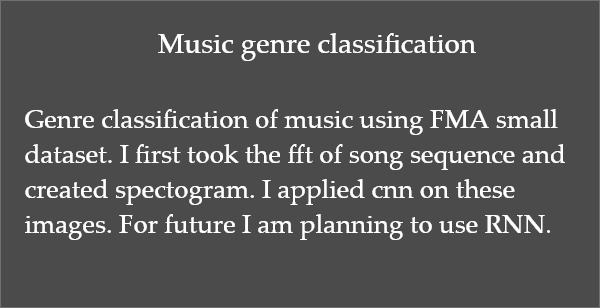 Music genre classification
Genre classification of music using FMA small
dataset. I first took the fft of song sequence and
created spectogram. I applied cnn on these
images. For future I am planning to use RNN.